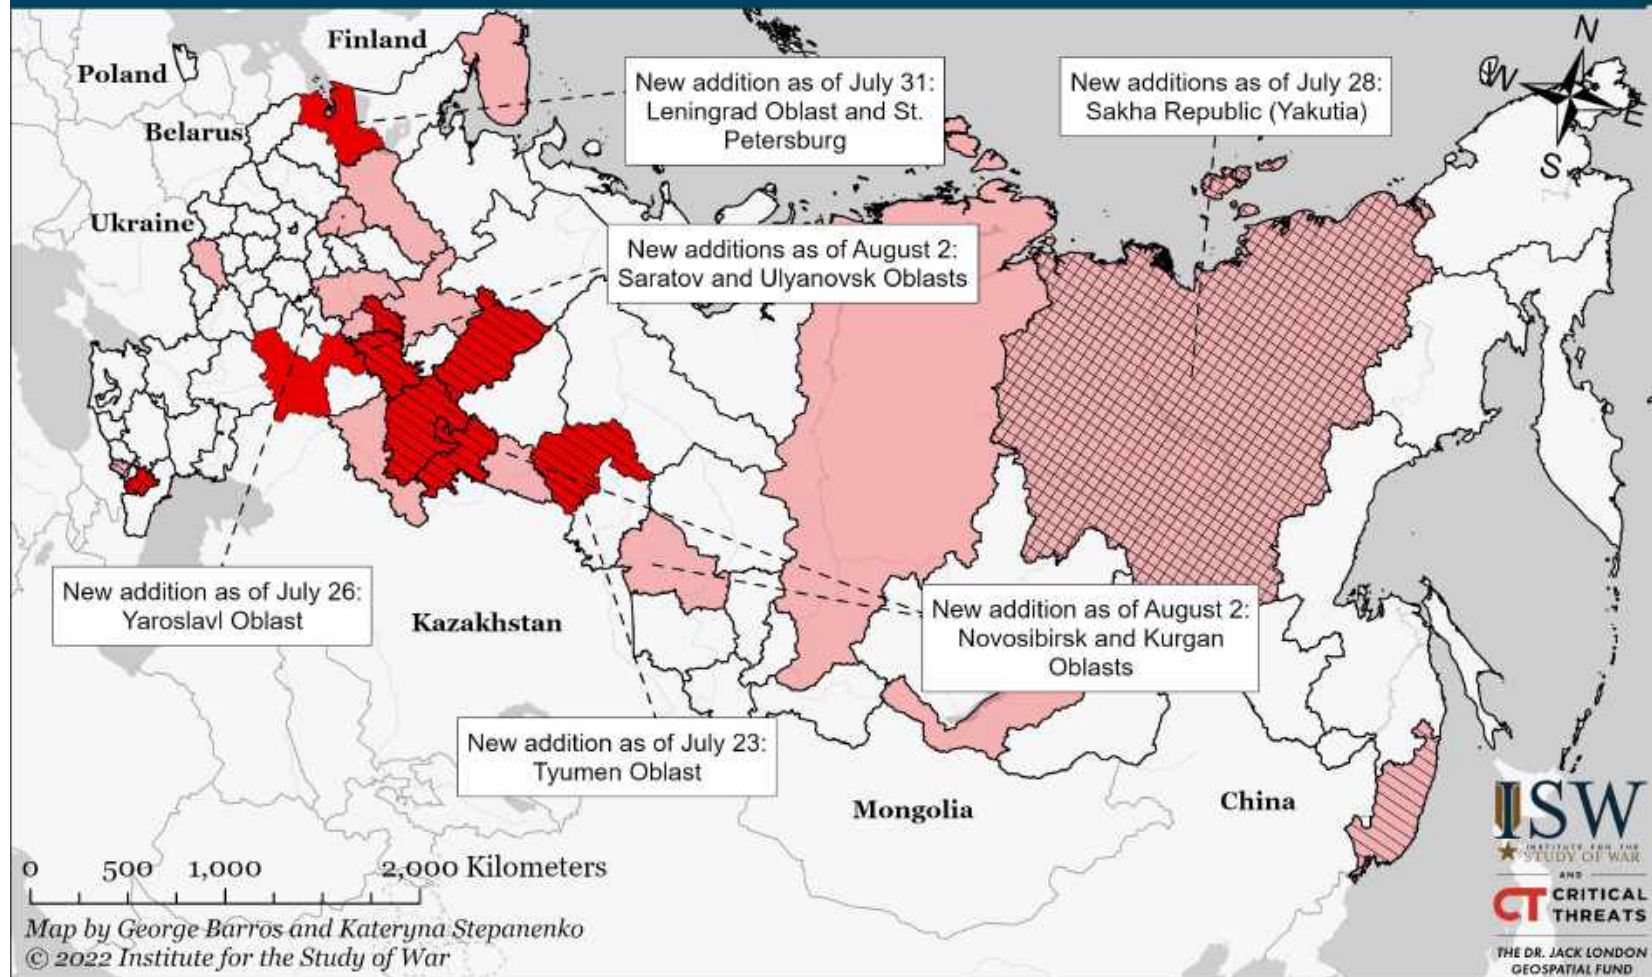 Finland
Poland
Belarus
Ukraine
New addition as of July 31:
Leningrad Oblast and St.
Petersburg
New additions as of July 28:
Sakha Republic (Yakutia)
N
W
E
S
New additions as of August 2:
Saratov and Ulyanovsk Oblasts
New addition as of July 26:
Yaroslavl Oblast
Kazakhstan
New addition as of August 2:
Novosibirsk and Kurgan
Oblasts
New addition as of July 23:
Tyumen Oblast
Mongolia
China
0 500 1,000 2,000 Kilometers
Map by George Barros and Kateryna Stepanenko
© 2022 Institute for the Study of War
ISW
INSTITUTE FOR THE
STUDY OF WAR
AND
CT CRITICAL
THREATS
THE DR. JACK LONDON
GEOSPATIAL FUND